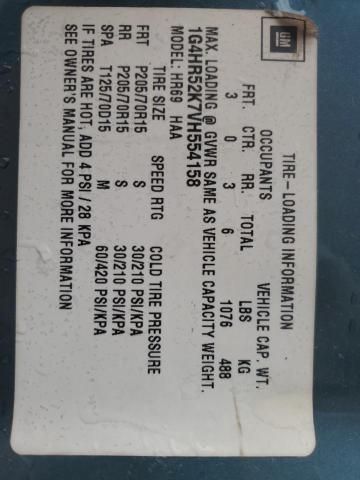 GM
TIRE-LOADING INFORMATION
OCCUPANTS VEHICLE CAP. WT.
FRT. CTR. RR. TOTAL LBS KG
3 0 3 6 1076 488
MAX. LOADING @ GVWR SAME AS VEHICLE CAPACITY WEIGHT.
1G4HR52K7VH554158
MODEL: HR69 HAA
TIRE SIZE SPEED RTG COLD TIRE PRESSURE
FRT P205/70R15 S 30/210 PSI/KPA
RR P205/70R15 S 30/210 PSI/KPA
SPA T125/70D15 M 60/420 PSI/KPA
IF TIRES ARE HOT, ADD 4 PSI/28 KPA
SEE OWNER'S MANUAL FOR MORE INFORMATION